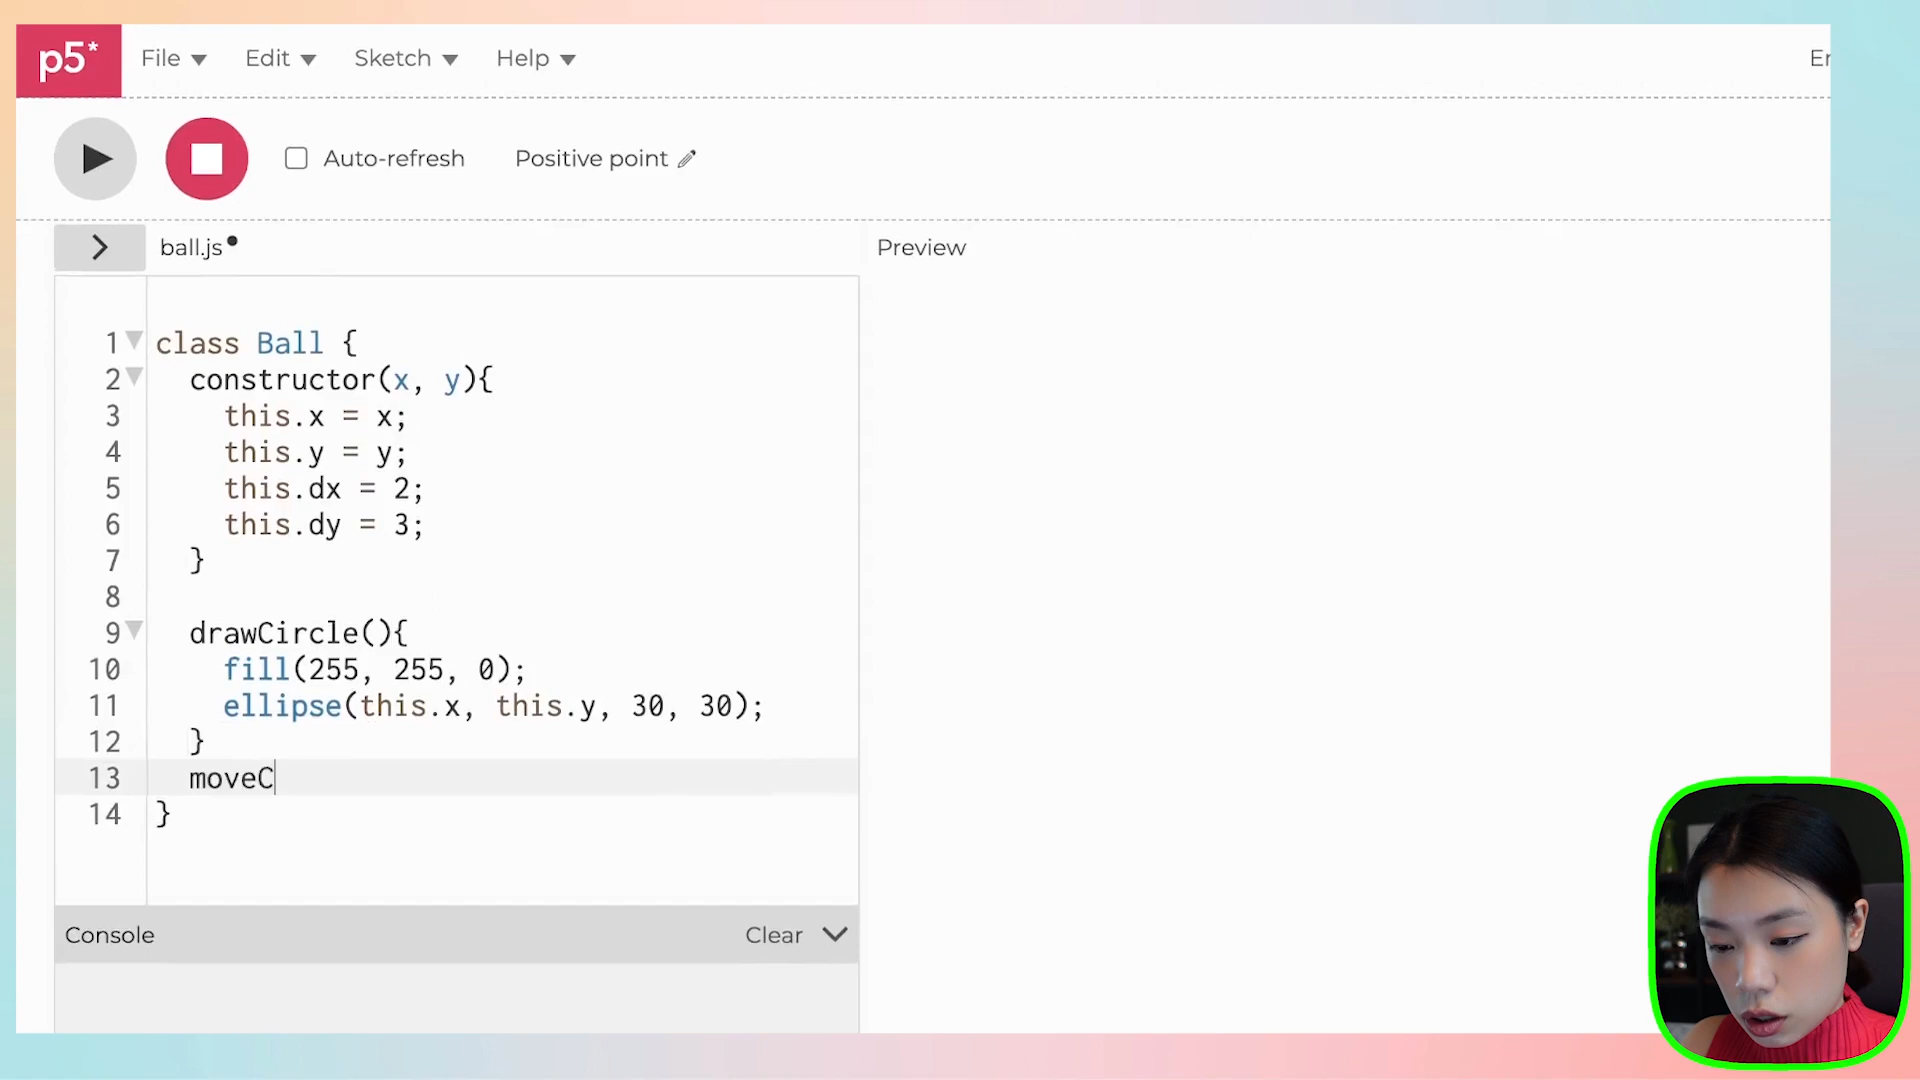 p5* File Edit Sketch Help En
Auto-refresh Positive point
ball.js Preview
1 class Ball {
2 constructor(x, y){
3 this.x = x;
4 this.y = y;
5 this.dx = 2;
6 this.dy = 3;
7 }
8
9 drawCircle(){
10 fill(255, 255, 0);
11 ellipse(this.x, this.y, 30, 30);
12 }
13 moveC
14 }
Console Clear